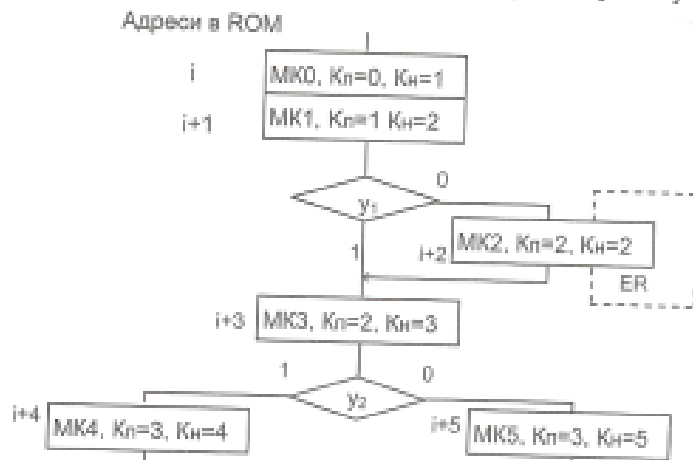 Адреси в ROM
i
МК0, Кп=0, Кн=1
i+1
МК1, Кп=1 Кн=2
0
y1
1
i+2
МК2, Кп=2, Кн=2
ER
i+3
МК3, Кп=2, Кн=3
1
0
y2
i+4
МК4, Кп=3, Кн=4
i+5
МК5, Кп=3, Кн=5